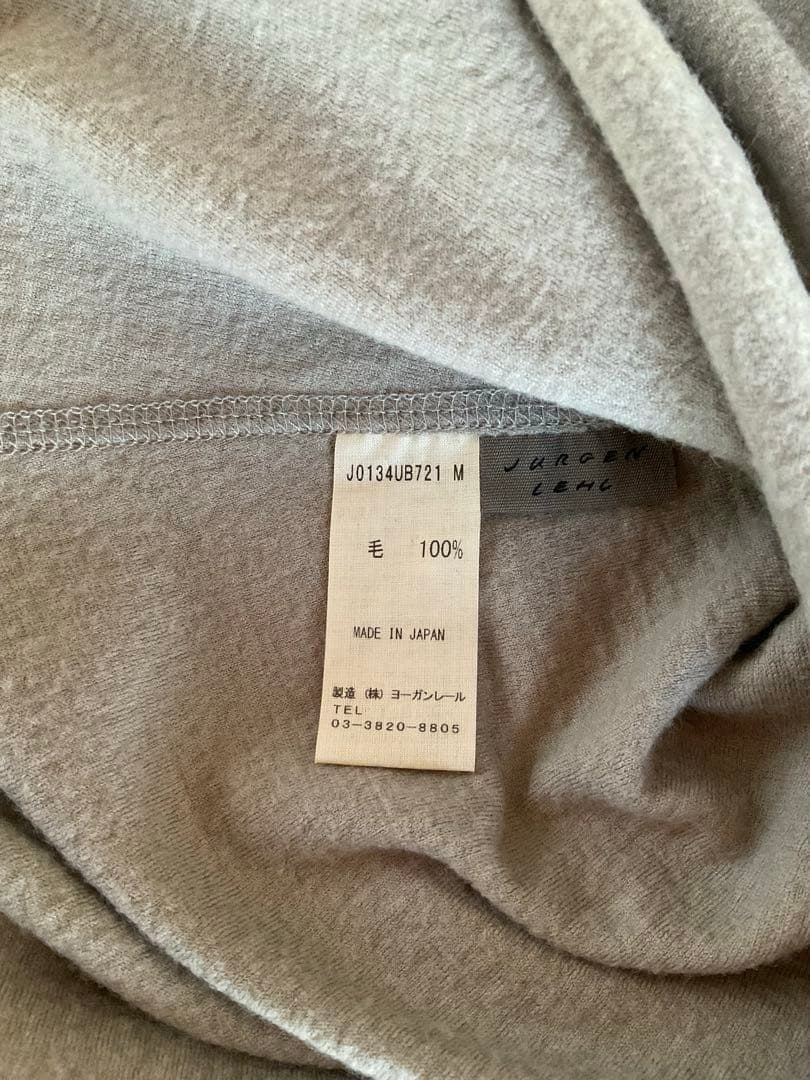 J0134UB721 M
毛 100%
MADE IN JAPAN
製造 (株) ヨーガンレール
TEL
03-3820-8805
JURGEN
LEHL